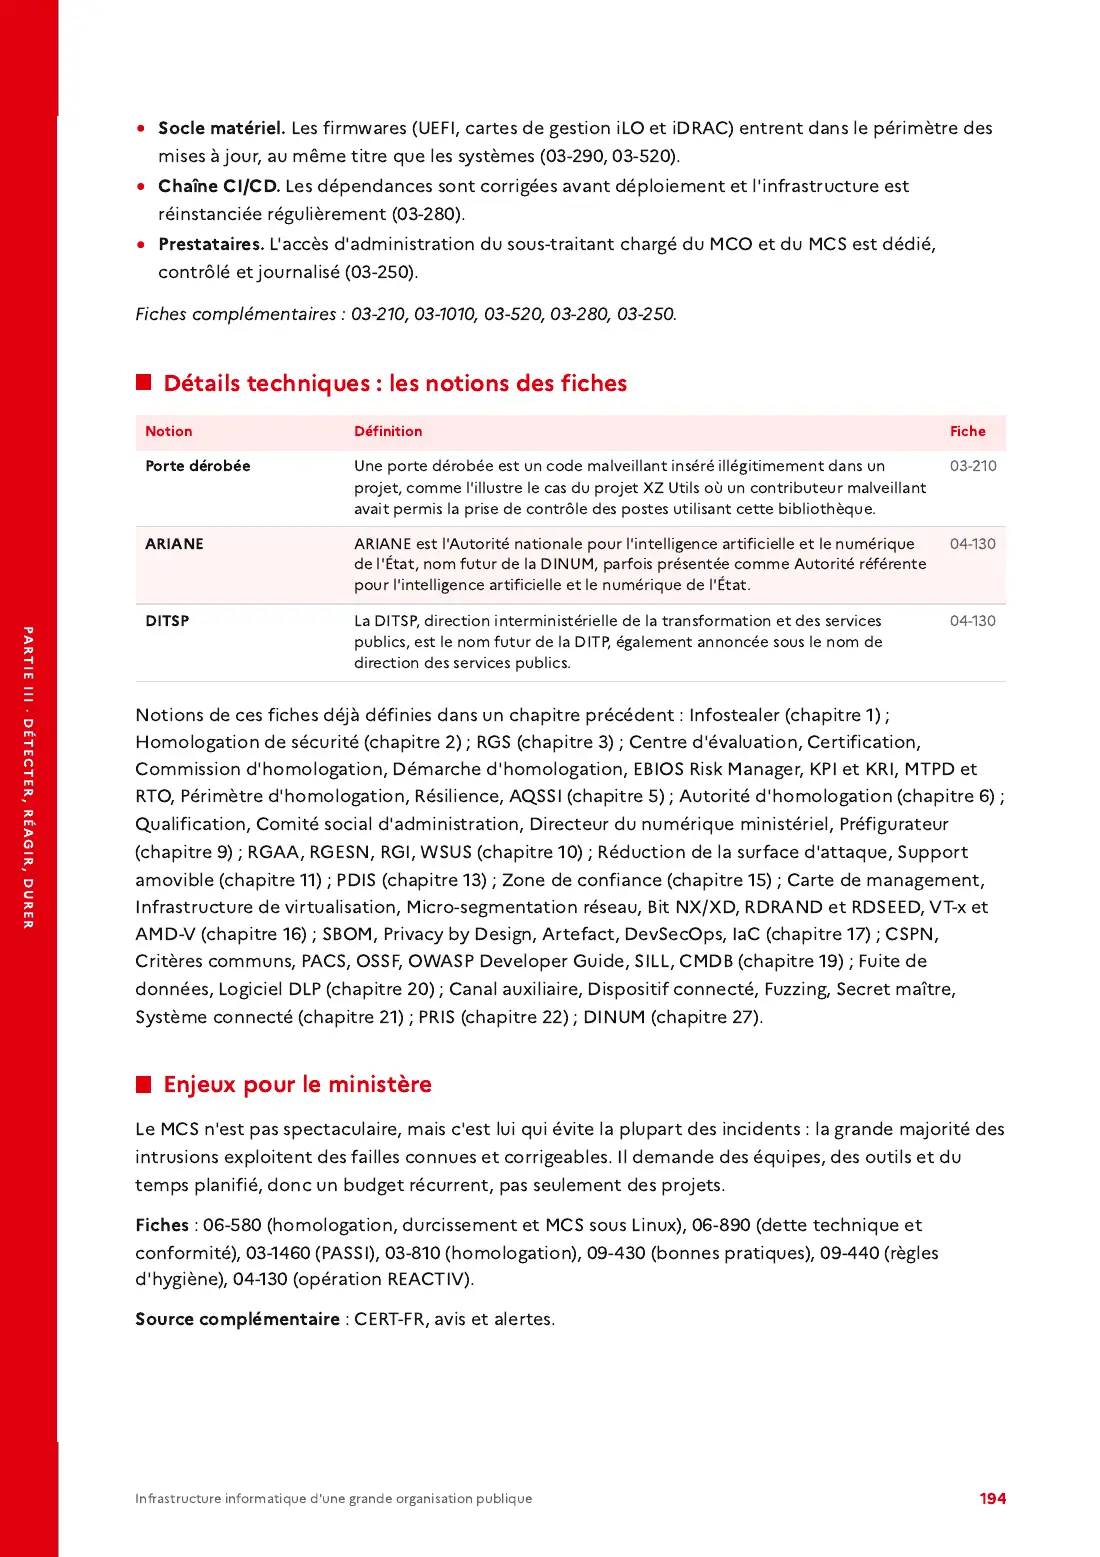 • Socle matériel. Les firmwares (UEFI, cartes de gestion iLO et iDRAC) entrent dans le périmètre des
mises à jour, au même titre que les systèmes (03-290, 03-520).
• Chaîne CI/CD. Les dépendances sont corrigées avant déploiement et l'infrastructure est
réinstanciée régulièrement (03-280).
• Prestataires. L'accès d'administration du sous-traitant chargé du MCO et du MCS est dédié,
contrôlé et journalisé (03-250).
Fiches complémentaires : 03-210, 03-1010, 03-520, 03-280, 03-250.
Détails techniques : les notions des fiches
Notion Définition Fiche
Porte dérobée Une porte dérobée est un code malveillant inséré illégitimement dans un 03-210
projet, comme l'illustre le cas du projet XZ Utils où un contributeur malveillant
avait permis la prise de contrôle des postes utilisant cette bibliothèque.
ARIANE ARIANE est l'Autorité nationale pour l'intelligence artificielle et le numérique 04-130
de l'État, nom futur de la DINUM, parfois présentée comme Autorité référente
pour l'intelligence artificielle et le numérique de l'État.
DITSP La DITSP, direction interministérielle de la transformation et des services 04-130
publics, est le nom futur de la DITP, également annoncée sous le nom de
direction des services publics.
Notions de ces fiches déjà définies dans un chapitre précédent : Infostealer (chapitre 1) ;
Homologation de sécurité (chapitre 2) ; RGS (chapitre 3) ; Centre d'évaluation, Certification,
Commission d'homologation, Démarche d'homologation, EBIOS Risk Manager, KPI et KRI, MTPD et
RTO, Périmètre d'homologation, Résilience, AQSSI (chapitre 5) ; Autorité d'homologation (chapitre 6) ;
Qualification, Comité social d'administration, Directeur du numérique ministériel, Préfigurateur
(chapitre 9) ; RGAA, RGESN, RGI, WSUS (chapitre 10) ; Réduction de la surface d'attaque, Support
amovible (chapitre 11) ; PDIS (chapitre 13) ; Zone de confiance (chapitre 15) ; Carte de management,
Infrastructure de virtualisation, Micro-segmentation réseau, Bit NX/XD, RDRAND et RDSEED, VT-x et
AMD-V (chapitre 16) ; SBOM, Privacy by Design, Artefact, DevSecOps, IaC (chapitre 17) ; CSPN,
Critères communs, PACS, OSSF, OWASP Developer Guide, SILL, CMDB (chapitre 19) ; Fuite de
données, Logiciel DLP (chapitre 20) ; Canal auxiliaire, Dispositif connecté, Fuzzing, Secret maître,
Système connecté (chapitre 21) ; PRIS (chapitre 22) ; DINUM (chapitre 27).
Enjeux pour le ministère
Le MCS n'est pas spectaculaire, mais c'est lui qui évite la plupart des incidents : la grande majorité des
intrusions exploitent des failles connues et corrigeables. Il demande des équipes, des outils et du
temps planifié, donc un budget récurrent, pas seulement des projets.
Fiches : 06-580 (homologation, durcissement et MCS sous Linux), 06-890 (dette technique et
conformité), 03-1460 (PASSI), 03-810 (homologation), 09-430 (bonnes pratiques), 09-440 (règles
d'hygiène), 04-130 (opération REACTIV).
Source complémentaire : CERT-FR, avis et alertes.
PARTIE III · DÉTECTER, RÉAGIR, DURER
Infrastructure informatique d'une grande organisation publique 194